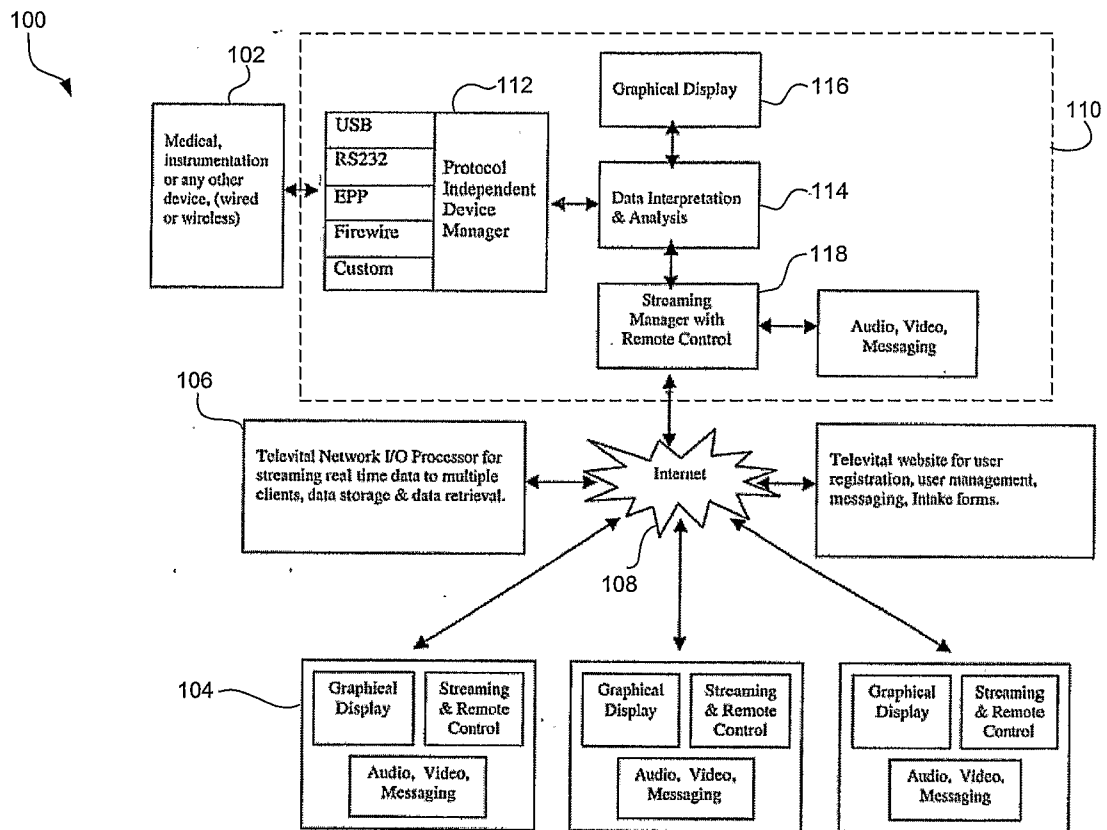 100
102
Medical,
instrumentation
or any other
device, (wired
or wireless)
112
USB
RS232
EPP
Firewire
Custom
Protocol
Independent
Device
Manager
Graphical Display
116
110
Data Interpretation
& Analysis
114
118
Streaming
Manager with
Remote Control
Audio, Video,
Messaging
106
Televital Network I/O Processor for
streaming real time data to multiple
clients, data storage & data retrieval.
Internet
108
Televital website for user
registration, user management,
messaging, Intake forms.
104
Graphical
Display
Streaming
& Remote
Control
Audio, Video,
Messaging
Graphical
Display
Streaming
& Remote
Control
Audio, Video,
Messaging
Graphical
Display
Streaming
& Remote
Control
Audio, Video,
Messaging